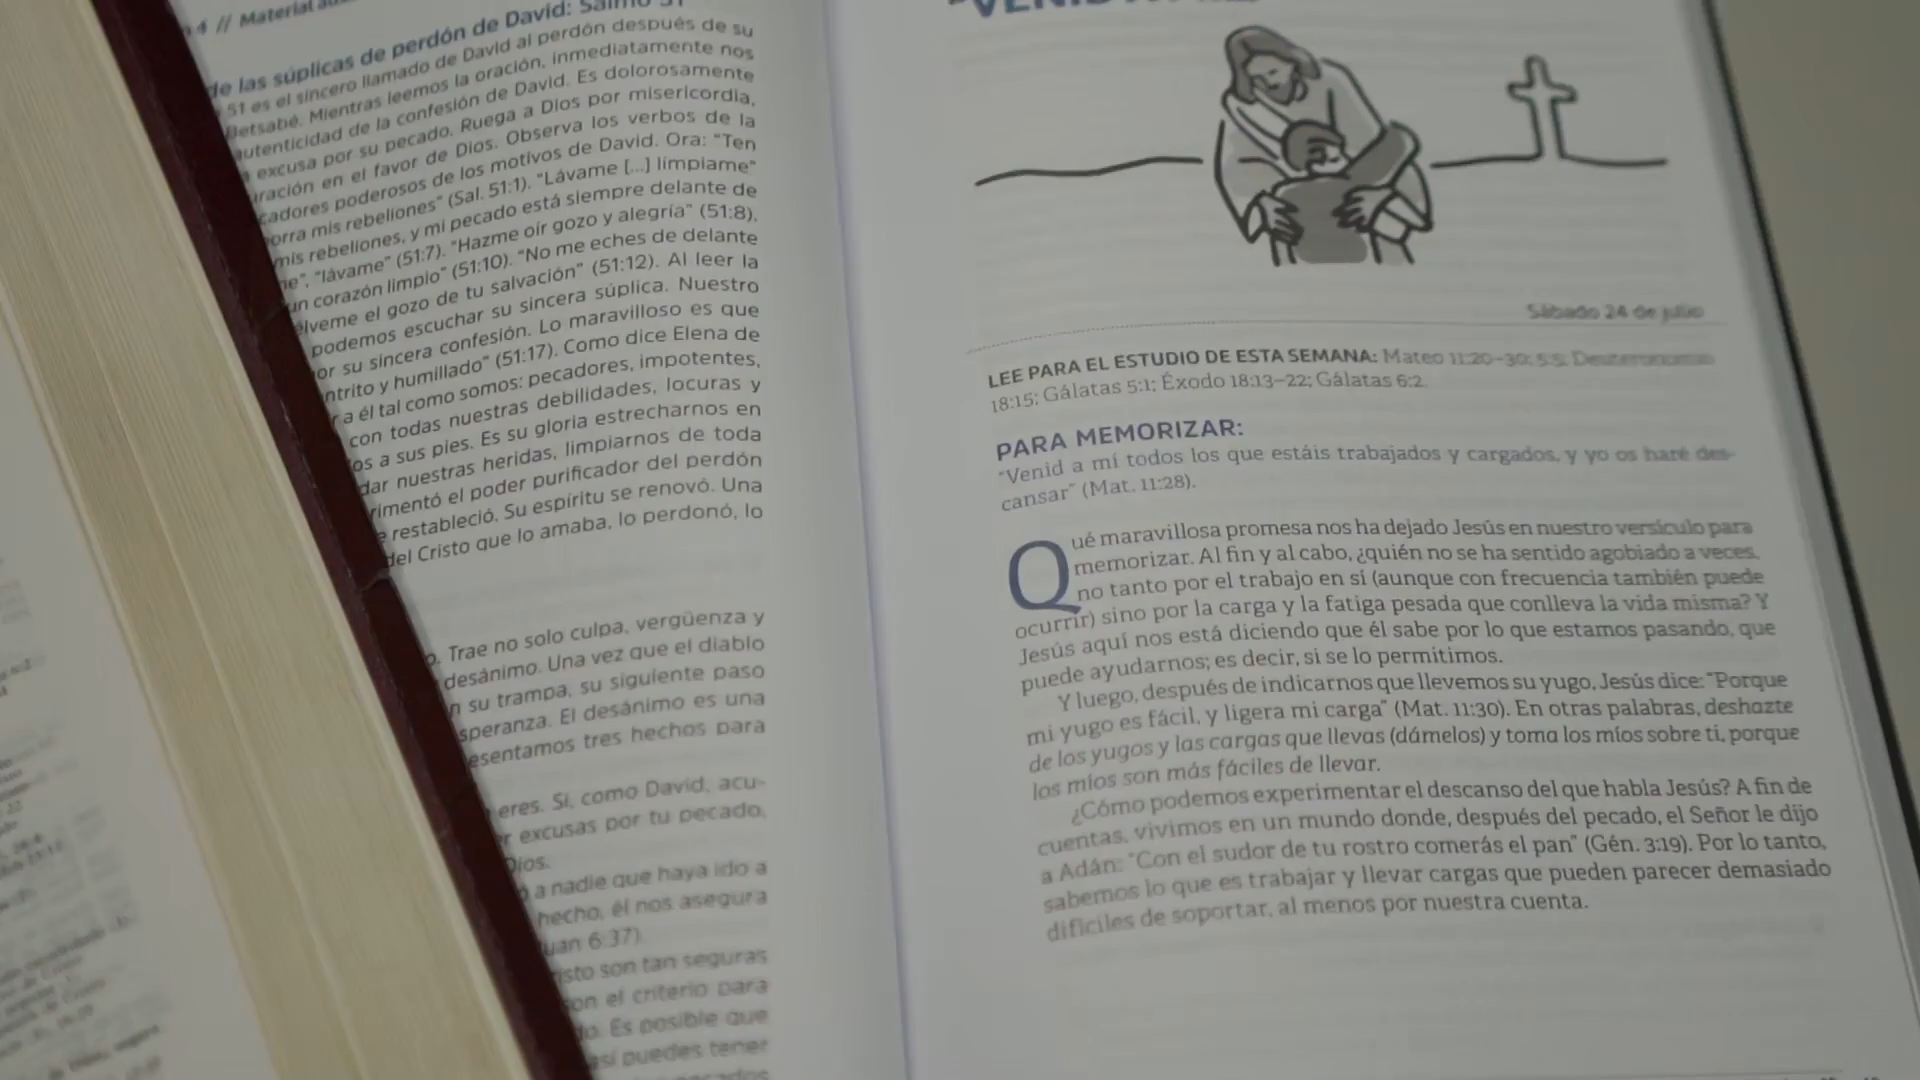 4 // Material
de las súplicas de perdón de David: Salmo 51
51 es el sincero llamado de David al perdón después de su
Betsabé. Mientras leemos la oración, inmediatamente nos
autenticidad de la confesión de David. Es dolorosamente
excusa por su pecado. Ruega a Dios por misericordia,
uración en el favor de Dios. Observa los verbos de la
cadores poderosos de los motivos de David. Ora: "Ten
orra mis rebeliones" (Sal. 51:1). "Lávame [...] límpiame"
mis rebeliones, y mi pecado está siempre delante de
me", "lávame" (51:7). "Hazme oír gozo y alegría" (51:8),
un corazón limpio" (51:10). "No me eches de delante
élveme el gozo de tu salvación" (51:12). Al leer la
podemos escuchar su sincera súplica. Nuestro
or su sincera confesión. Lo maravilloso es que
ntrito y humillado" (51:17). Como dice Elena de
r a él tal como somos: pecadores, impotentes,
con todas nuestras debilidades, locuras y
os a sus pies. Es su gloria estrecharnos en
dar nuestras heridas, limpiarnos de toda
rimentó el poder purificador del perdón
e restableció. Su espíritu se renovó. Una
del Cristo que lo amaba, lo perdonó, lo
o. Trae no solo culpa, vergüenza y
desánimo. Una vez que el diablo
n su trampa, su siguiente paso
speranza. El desánimo es una
esentamos tres hechos para
eres. Sí, como David, acu-
r excusas por tu pecado,
Dios.
ó a nadie que haya ido a
hecho, él nos asegura
uan 6:37).
isto son tan seguras
on el criterio para
do. Es posible que
así puedes tener
pecados
"VENID
Sábado 24 de julio
LEE PARA EL ESTUDIO DE ESTA SEMANA: Mateo 11:20-30; 5:5; Deuteronomio
18:15; Gálatas 5:1; Éxodo 18:13-22; Gálatas 6:2.
PARA MEMORIZAR:
"Venid a mí todos los que estáis trabajados y cargados, y yo os haré des-
cansar" (Mat. 11:28).
Qué maravillosa promesa nos ha dejado Jesús en nuestro versículo para
memorizar. Al fin y al cabo, ¿quién no se ha sentido agobiado a veces,
no tanto por el trabajo en sí (aunque con frecuencia también puede
ocurrir) sino por la carga y la fatiga pesada que conlleva la vida misma? Y
Jesús aquí nos está diciendo que él sabe por lo que estamos pasando, que
puede ayudarnos; es decir, si se lo permitimos.
Y luego, después de indicarnos que llevemos su yugo, Jesús dice: "Porque
mi yugo es fácil, y ligera mi carga" (Mat. 11:30). En otras palabras, deshazte
de los yugos y las cargas que llevas (dámelos) y toma los míos sobre ti, porque
los míos son más fáciles de llevar.
¿Cómo podemos experimentar el descanso del que habla Jesús? A fin de
cuentas, vivimos en un mundo donde, después del pecado, el Señor le dijo
a Adán: "Con el sudor de tu rostro comerás el pan" (Gén. 3:19). Por lo tanto,
sabemos lo que es trabajar y llevar cargas que pueden parecer demasiado
difíciles de soportar, al menos por nuestra cuenta.